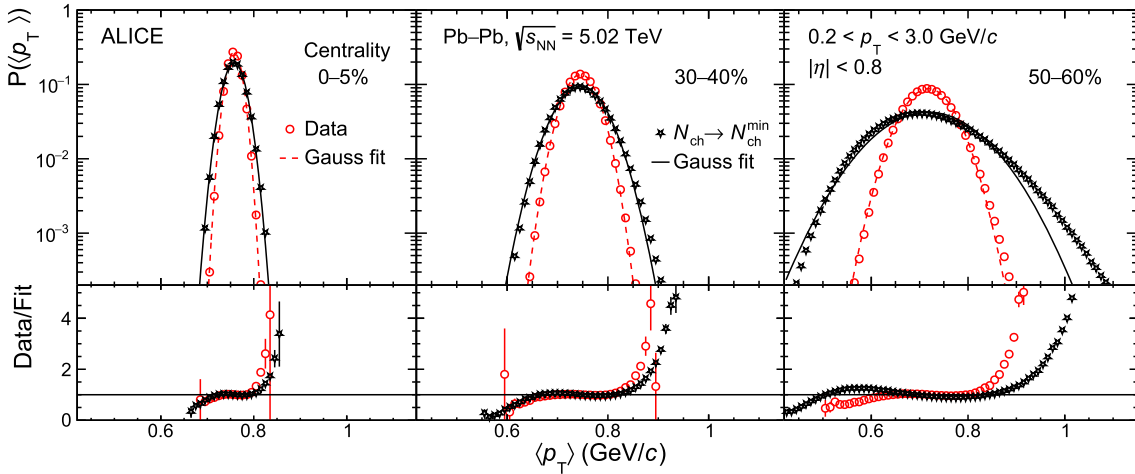 P(⟨p_T⟩)
1
10⁻¹
10⁻²
10⁻³
ALICE
Centrality
0–5%
Data
Gauss fit
Pb–Pb, √s_NN = 5.02 TeV
30–40%
N_ch → N_ch^min
Gauss fit
0.2 < p_T < 3.0 GeV/c
|η| < 0.8
50–60%
Data/Fit
4
2
0
0.6 0.8 1
0.6 0.8 1
0.6 0.8 1
⟨p_T⟩ (GeV/c)